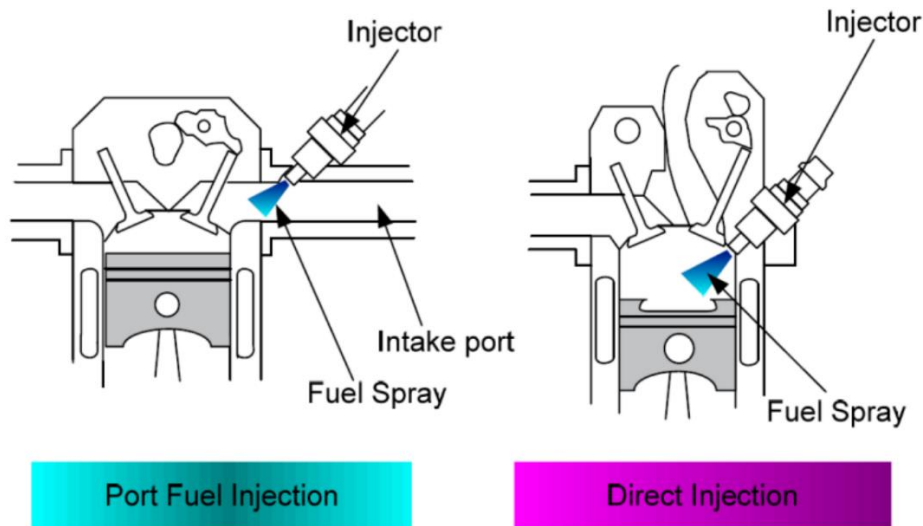 Injector
Intake port
Fuel Spray
Port Fuel Injection
Injector
Fuel Spray
Direct Injection